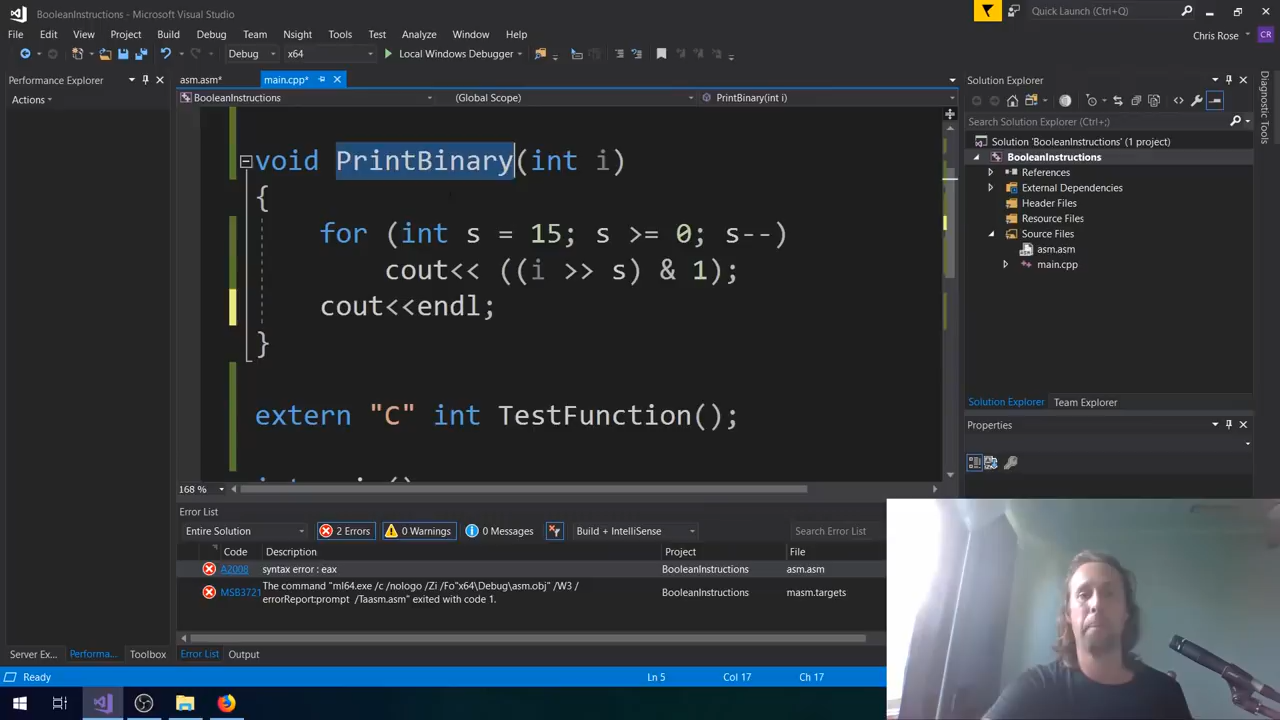 BooleanInstructions - Microsoft Visual Studio
Quick Launch (Ctrl+Q)
File Edit View Project Build Debug Team Insights Tools Test Analyze Window Help
Chris Rose CR
Debug x64 Local Windows Debugger
Performance Explorer
Actions
asm.asm* main.cpp*
BooleanInstructions (Global Scope) PrintBinary(int i)
void PrintBinary(int i)
{
for (int s = 15; s >= 0; s--)
cout<< ((i >> s) & 1);
cout<<endl;
}
extern "C" int TestFunction();
168 %
Solution Explorer
Search Solution Explorer (Ctrl+;)
Solution 'BooleanInstructions' (1 project)
BooleanInstructions
References
External Dependencies
Header Files
Resource Files
Source Files
asm.asm
main.cpp
Solution Explorer Team Explorer
Properties
Diagnostic Tools
Error List
Entire Solution 2 Errors 0 Warnings 0 Messages Build + IntelliSense Search Error List
Code Description Project File
A2008 syntax error : eax BooleanInstructions asm.asm
MSB3721 The command "ml64.exe /c /nologo /Zi /Fo"x64\Debug\asm.obj" /W3 / BooleanInstructions masm.targets
errorReport:prompt /Taasm.asm" exited with code 1.
Server Ex... Performa... Toolbox Error List Output
Ready Ln 5 Col 17 Ch 17